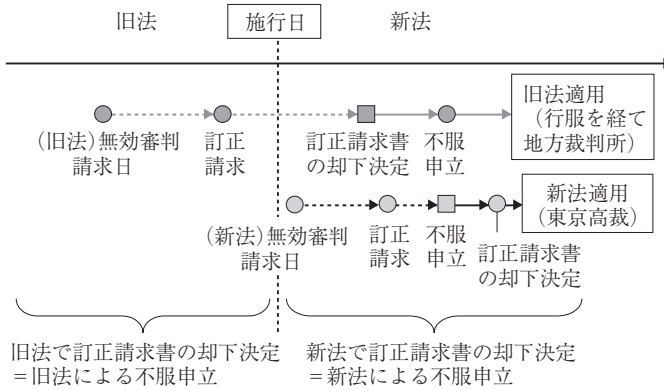 旧法
施行日
新法
旧法適用
（行服を経て
地方裁判所）
（旧法）無効審判
請求日
訂正
請求
訂正請求書
の却下決定
不服
申立
新法適用
（東京高裁）
（新法）無効審判
請求日
訂正
請求
不服
申立
訂正請求書
の却下決定
旧法で訂正請求書の却下決定
＝旧法による不服申立
新法で訂正請求書の却下決定
＝新法による不服申立